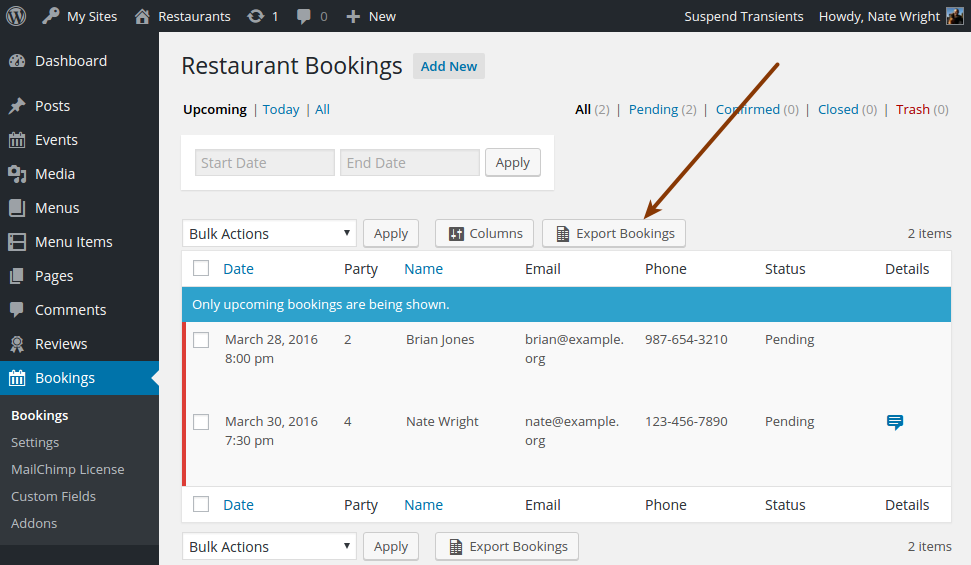 My Sites Restaurants 1 0 New Suspend Transients Howdy, Nate Wright
Dashboard
Posts
Events
Media
Menus
Menu Items
Pages
Comments
Reviews
Bookings
Bookings
Settings
MailChimp License
Custom Fields
Addons
Restaurant Bookings Add New
Upcoming | Today | All All (2) | Pending (2) | Confirmed (0) | Closed (0) | Trash (0)
Start Date End Date Apply
Bulk Actions Apply Columns Export Bookings 2 items
Date Party Name Email Phone Status Details
Only upcoming bookings are being shown.
March 28, 2016 2 Brian Jones brian@example. 987-654-3210 Pending
8:00 pm org
March 30, 2016 4 Nate Wright nate@example. 123-456-7890 Pending
7:30 pm org
Date Party Name Email Phone Status Details
Bulk Actions Apply Export Bookings 2 items